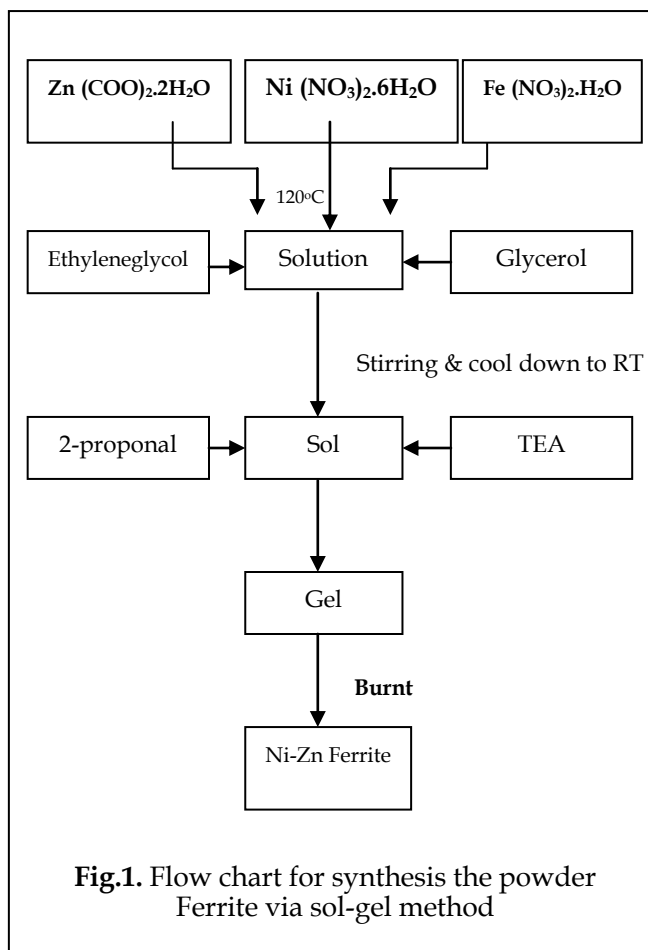 Zn (COO)₂.2H₂O
Ni (NO₃)₂.6H₂O
Fe (NO₃)₂.H₂O
120°C
Ethyleneglycol
Solution
Glycerol
Stirring & cool down to RT
2-proponal
Sol
TEA
Gel
Burnt
Ni-Zn Ferrite
Fig.1. Flow chart for synthesis the powder
Ferrite via sol-gel method